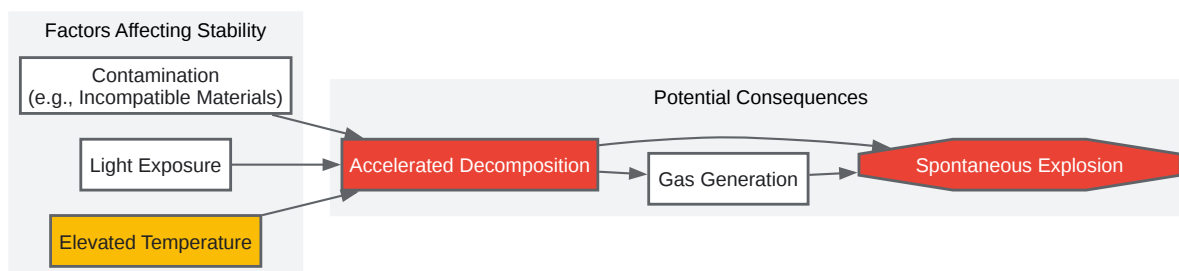 Factors Affecting Stability
Contamination
(e.g., Incompatible Materials)
Light Exposure
Elevated Temperature
Potential Consequences
Accelerated Decomposition
Gas Generation
Spontaneous Explosion